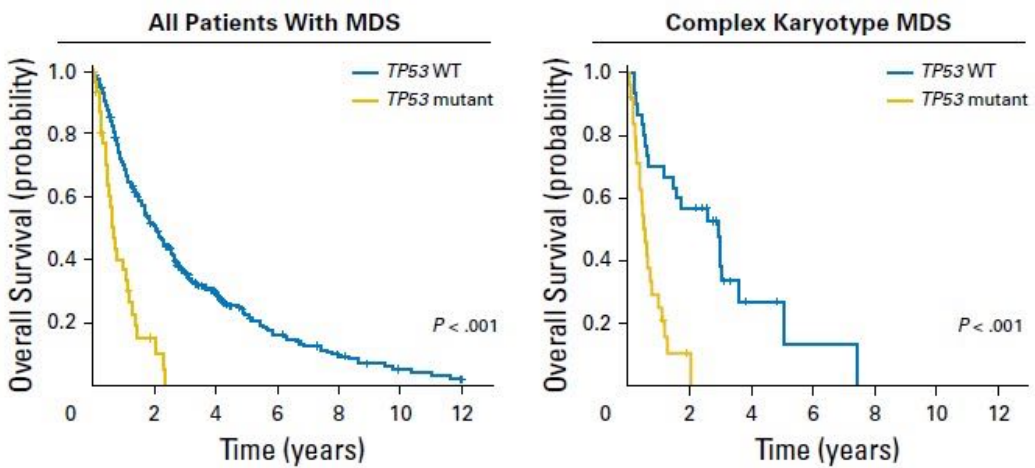 All Patients With MDS
Overall Survival (probability)
1.0
0.8
0.6
0.4
0.2
TP53 WT
TP53 mutant
P < .001
0 2 4 6 8 10 12
Time (years)
Complex Karyotype MDS
Overall Survival (probability)
1.0
0.8
0.6
0.4
0.2
TP53 WT
TP53 mutant
P < .001
0 2 4 6 8 10 12
Time (years)